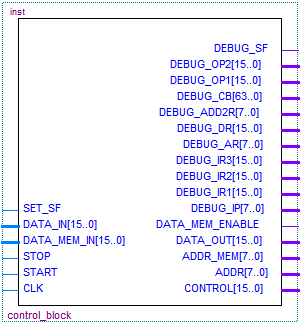 inst
DEBUG_SF
DEBUG_OP2[15..0]
DEBUG_OP1[15..0]
DEBUG_CB[63..0]
DEBUG_ADD2R[7..0]
DEBUG_DR[15..0]
DEBUG_AR[7..0]
DEBUG_IR3[15..0]
DEBUG_IR2[15..0]
DEBUG_IR1[15..0]
SET_SF DEBUG_IP[7..0]
DATA_IN[15..0] DATA_MEM_ENABLE
DATA_MEM_IN[15..0] DATA_OUT[15..0]
STOP ADDR_MEM[7..0]
START ADDR[7..0]
CLK CONTROL[15..0]
control_block